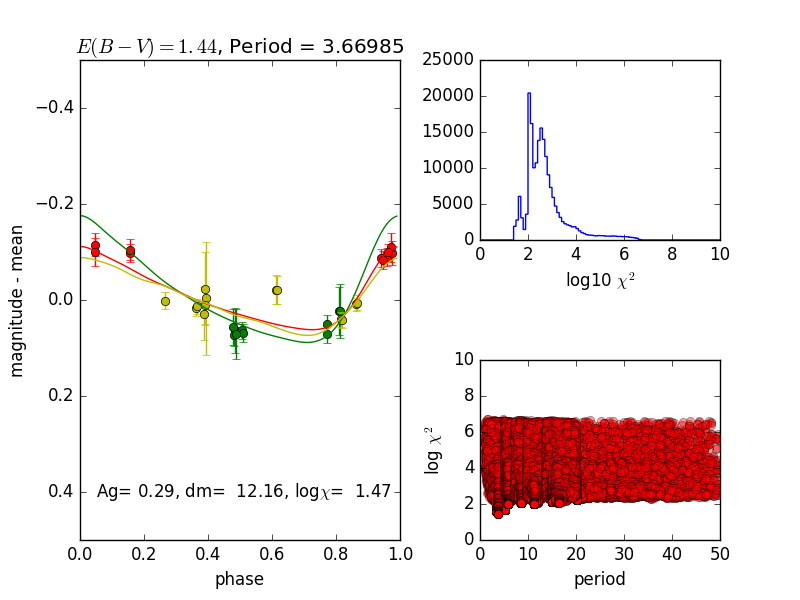 E(B − V) = 1.44, Period = 3.66985
−0.4
−0.2
0.0
0.2
0.4
magnitude - mean
Ag= 0.29, dm=  12.16, logχ=  1.47
0.0 0.2 0.4 0.6 0.8 1.0
phase
25000
20000
15000
10000
5000
0
0 2 4 6 8 10
log10 χ²
10
8
6
4
2
0
log χ²
0 10 20 30 40 50
period